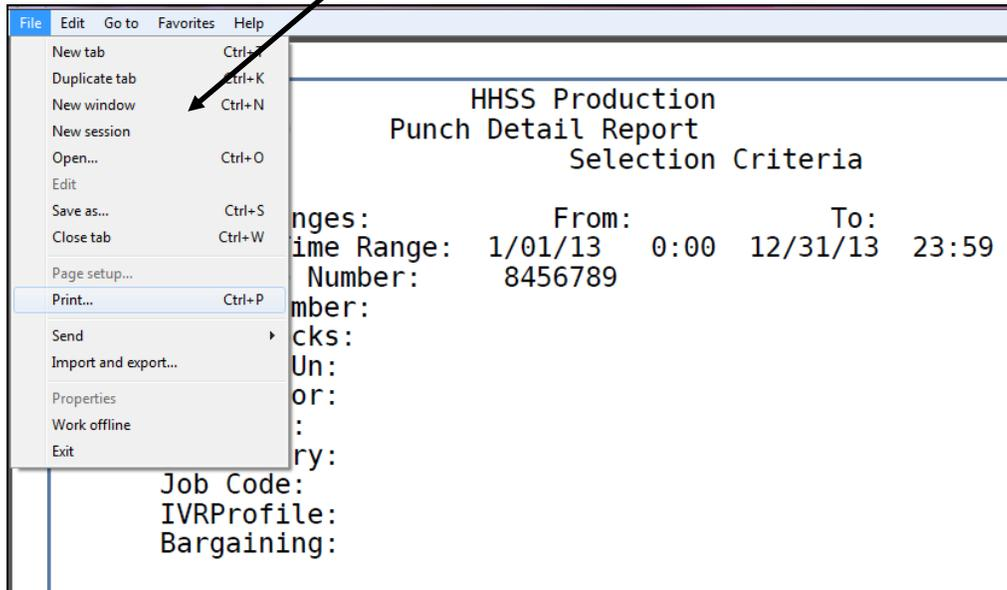 File Edit Go to Favorites Help
New tab Ctrl+T
Duplicate tab Ctrl+K
New window Ctrl+N
New session
Open... Ctrl+O
Edit
Save as... Ctrl+S
Close tab Ctrl+W
Page setup...
Print... Ctrl+P
Send
Import and export...
Properties
Work offline
Exit
HHSS Production
Punch Detail Report
Selection Criteria
nges: From: To:
ime Range: 1/01/13 0:00 12/31/13 23:59
Number: 8456789
mber:
cks:
Un:
or:
:
ry:
Job Code:
IVRProfile:
Bargaining: